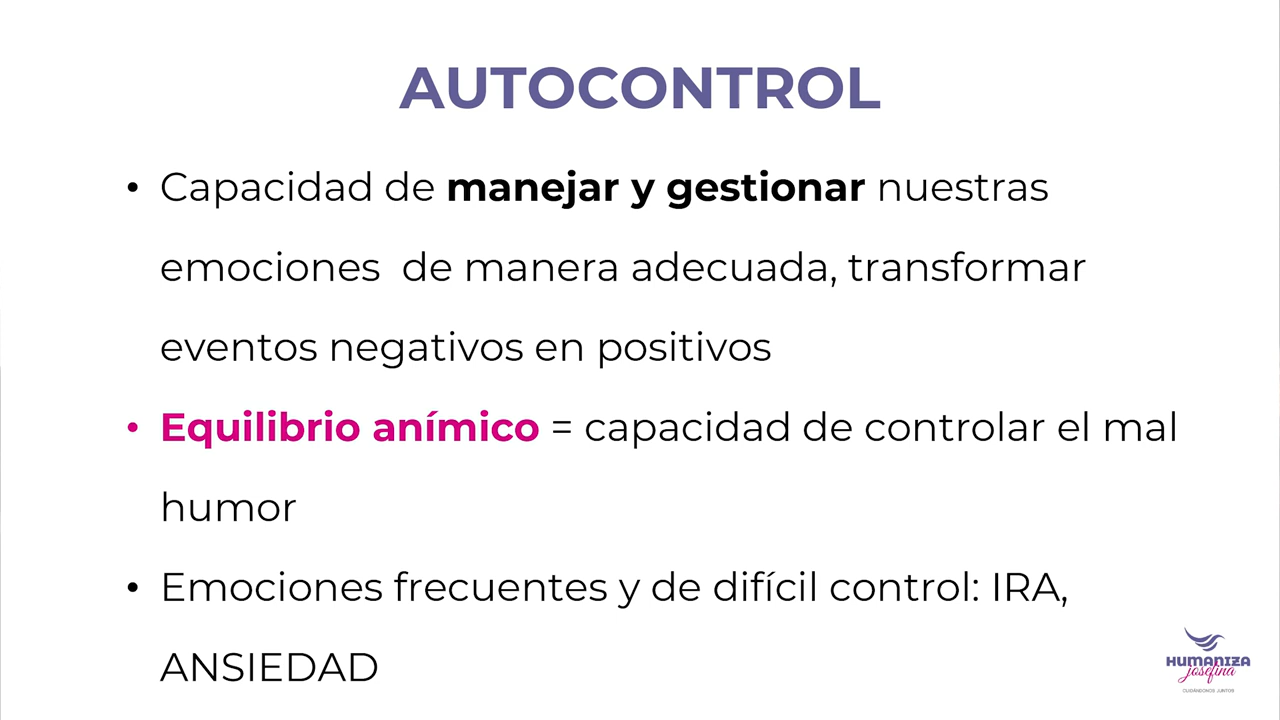 AUTOCONTROL
• Capacidad de manejar y gestionar nuestras
emociones  de manera adecuada, transformar
eventos negativos en positivos
• Equilibrio anímico = capacidad de controlar el mal
humor
• Emociones frecuentes y de difícil control: IRA,
ANSIEDAD
HUMANIZA
josefina
CUIDÁNDONOS JUNTOS